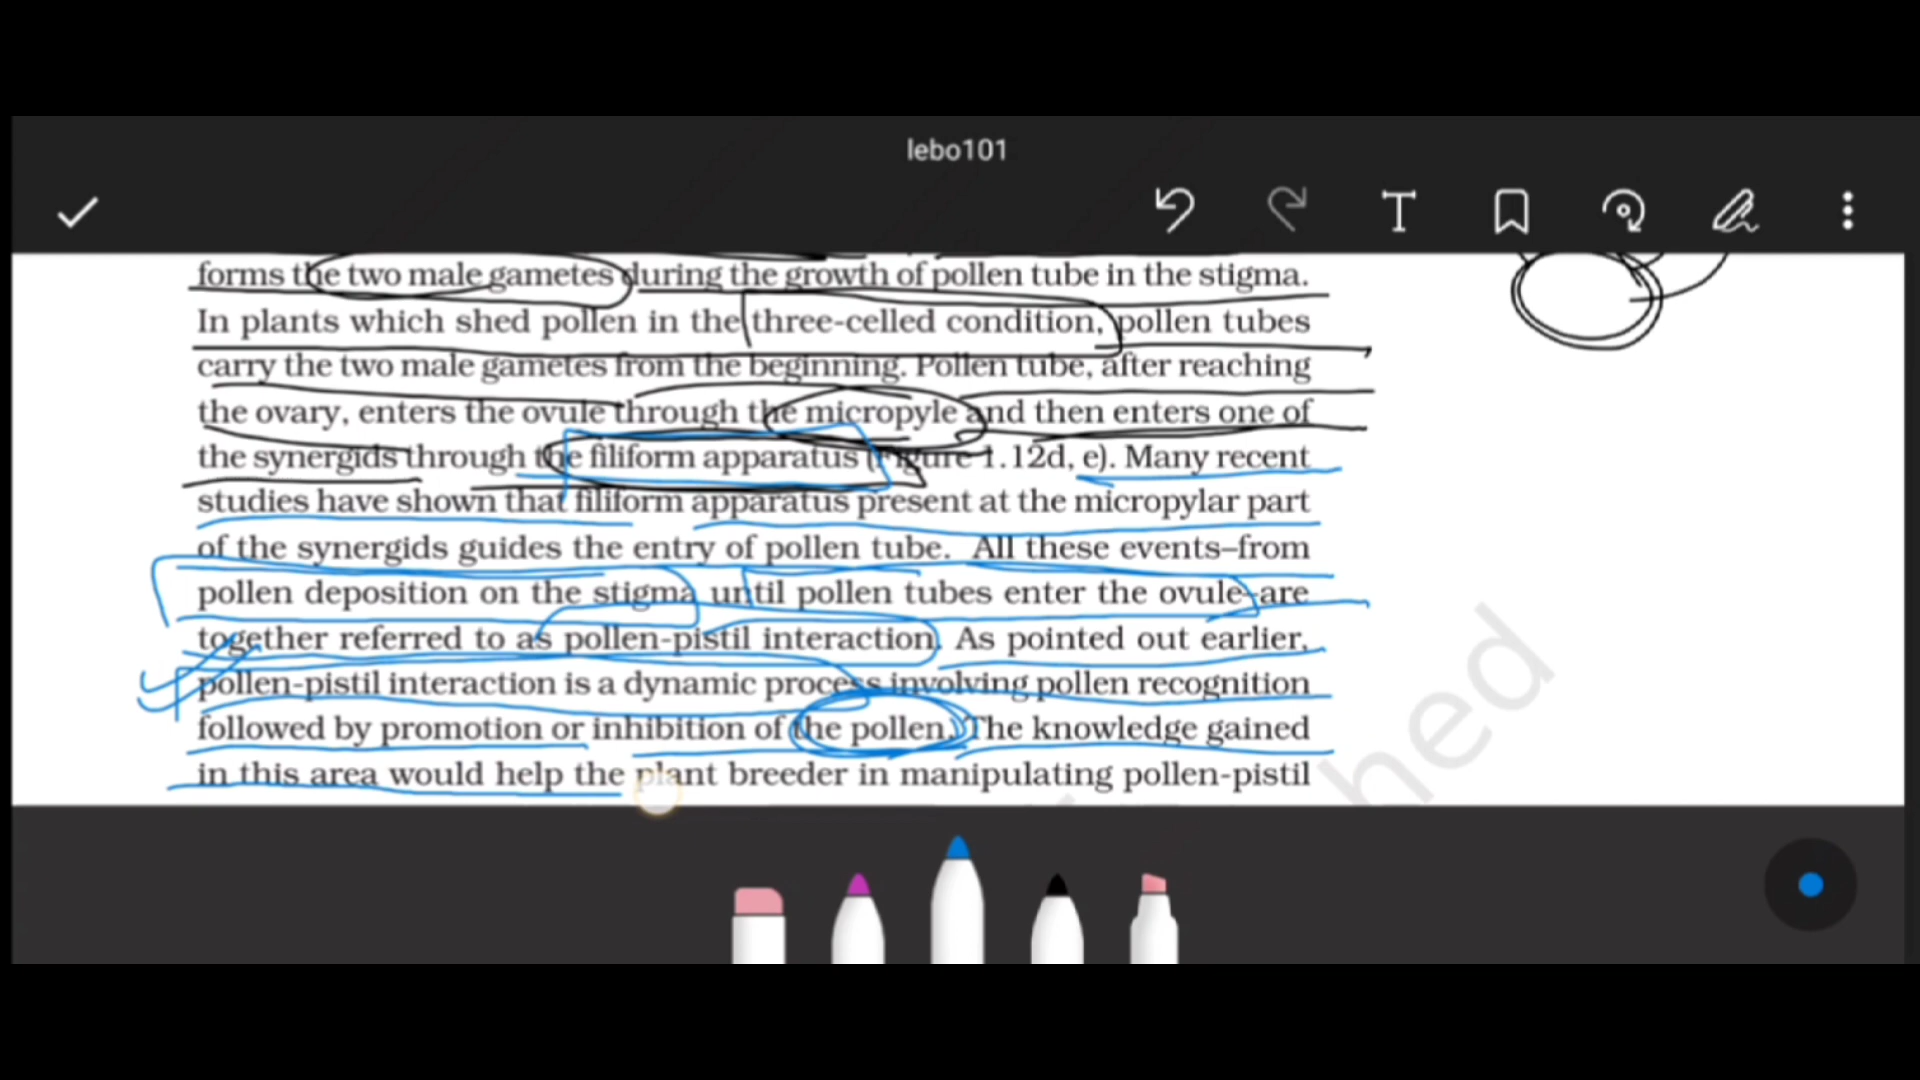 lebo101
forms the two male gametes during the growth of pollen tube in the stigma.
In plants which shed pollen in the three-celled condition, pollen tubes
carry the two male gametes from the beginning. Pollen tube, after reaching
the ovary, enters the ovule through the micropyle and then enters one of
the synergids through the filiform apparatus (Figure 1.12d, e). Many recent
studies have shown that filiform apparatus present at the micropylar part
of the synergids guides the entry of pollen tube. All these events–from
pollen deposition on the stigma until pollen tubes enter the ovule–are
together referred to as pollen-pistil interaction. As pointed out earlier,
pollen-pistil interaction is a dynamic process involving pollen recognition
followed by promotion or inhibition of the pollen. The knowledge gained
in this area would help the plant breeder in manipulating pollen-pistil
hed